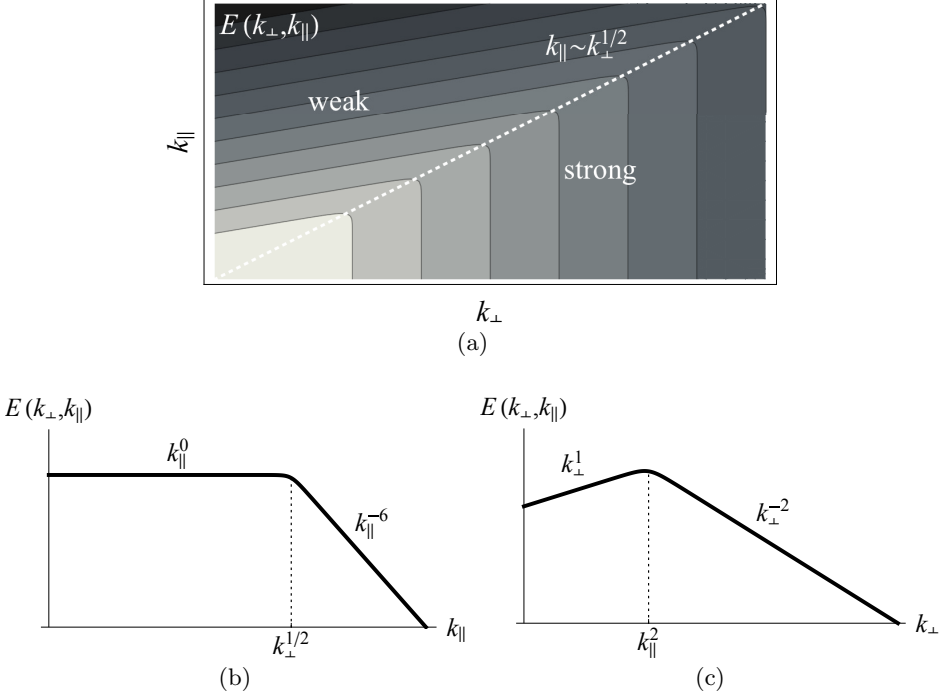 E(k⊥,k∥)
k∥~k⊥^1/2
weak
k∥
strong
k⊥
(a)
E(k⊥,k∥)
k∥^0
k∥^−6
k∥
k⊥^1/2
(b)
E(k⊥,k∥)
k⊥^1
k⊥^−2
k⊥
k∥^2
(c)